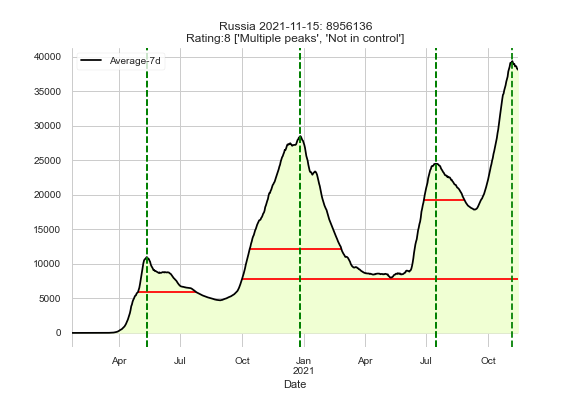 Russia 2021-11-15: 8956136
Rating:8 ['Multiple peaks', 'Not in control']
40000
35000
30000
25000
20000
15000
10000
5000
0
Average-7d
Apr Jul Oct Jan Apr Jul Oct
2021
Date